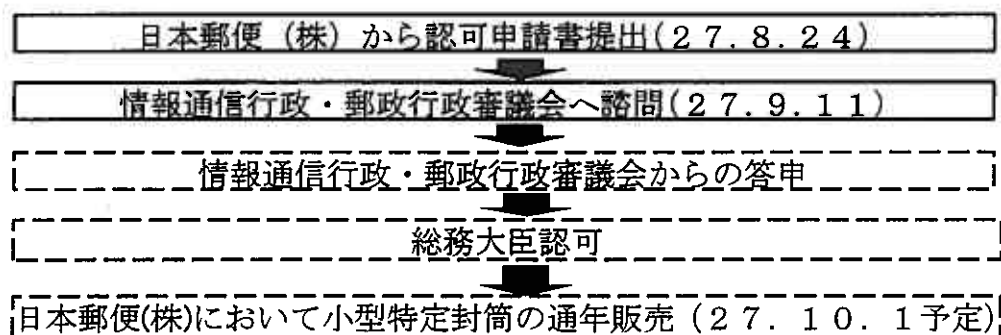 日本郵便（株）から認可申請書提出(２７．８．２４)
情報通信行政・郵政行政審議会へ諮問(２７．９．１１)
情報通信行政・郵政行政審議会からの答申
総務大臣認可
日本郵便(株)において小型特定封筒の通年販売（２７．１０．１予定)